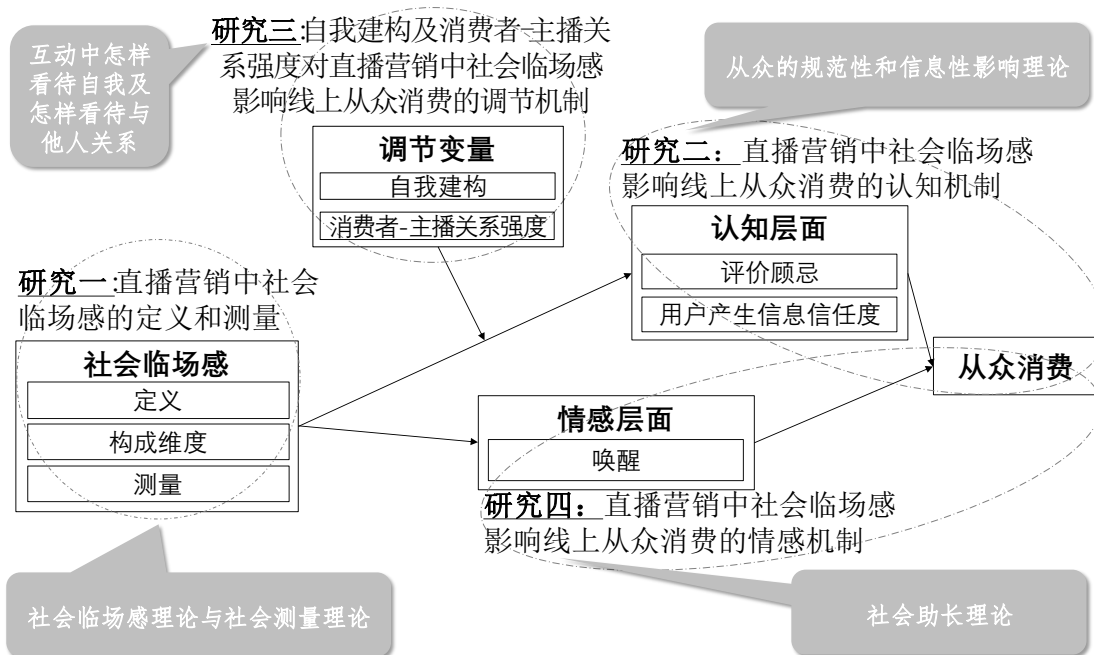 互动中怎样
看待自我及
怎样看待与
他人关系
研究三:自我建构及消费者-主播关
系强度对直播营销中社会临场感
影响线上从众消费的调节机制
从众的规范性和信息性影响理论
调节变量
自我建构
消费者-主播关系强度
研究二：直播营销中社会临场感
影响线上从众消费的认知机制
认知层面
评价顾忌
用户产生信息信任度
研究一:直播营销中社会
临场感的定义和测量
社会临场感
定义
构成维度
测量
从众消费
情感层面
唤醒
研究四：直播营销中社会临场感
影响线上从众消费的情感机制
社会临场感理论与社会测量理论
社会助长理论